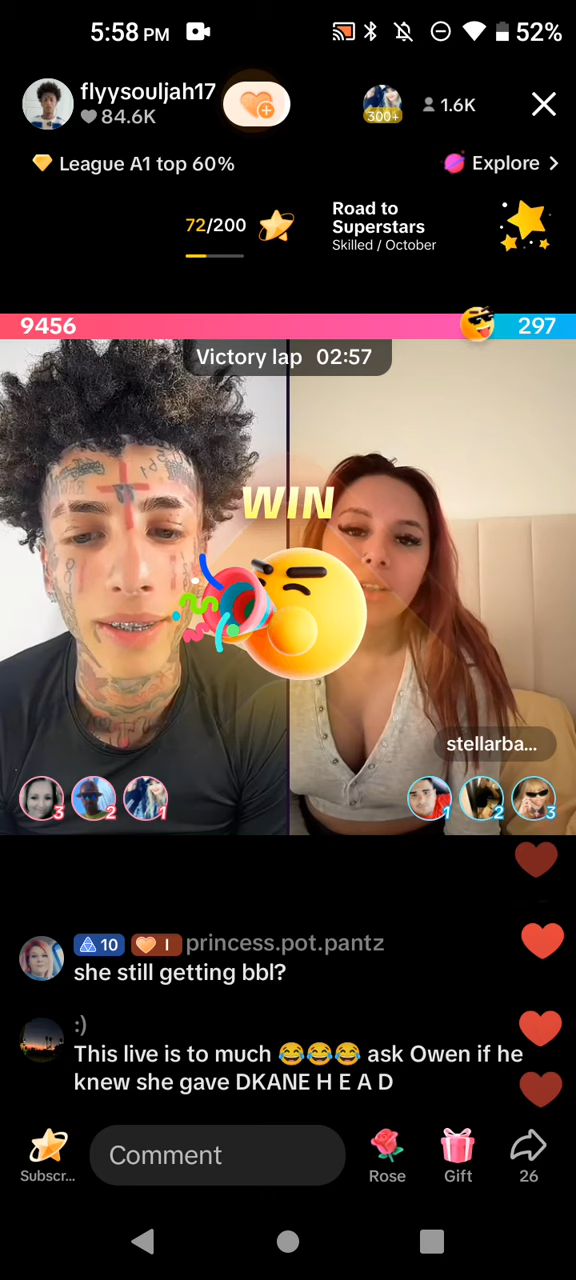 5:58 PM
52%
flyysouljah17
84.6K
300+
1.6K
League A1 top 60%
Explore >
72/200
Road to
Superstars
Skilled / October
9456
297
Victory lap 02:57
WIN
stellarba...
3
2
1
1
2
3
10
I
princess.pot.pantz
she still getting bbl?
:)
This live is to much 😂😂😂 ask Owen if he
knew she gave DKANE H E A D
Subscr...
Comment
Rose
Gift
26